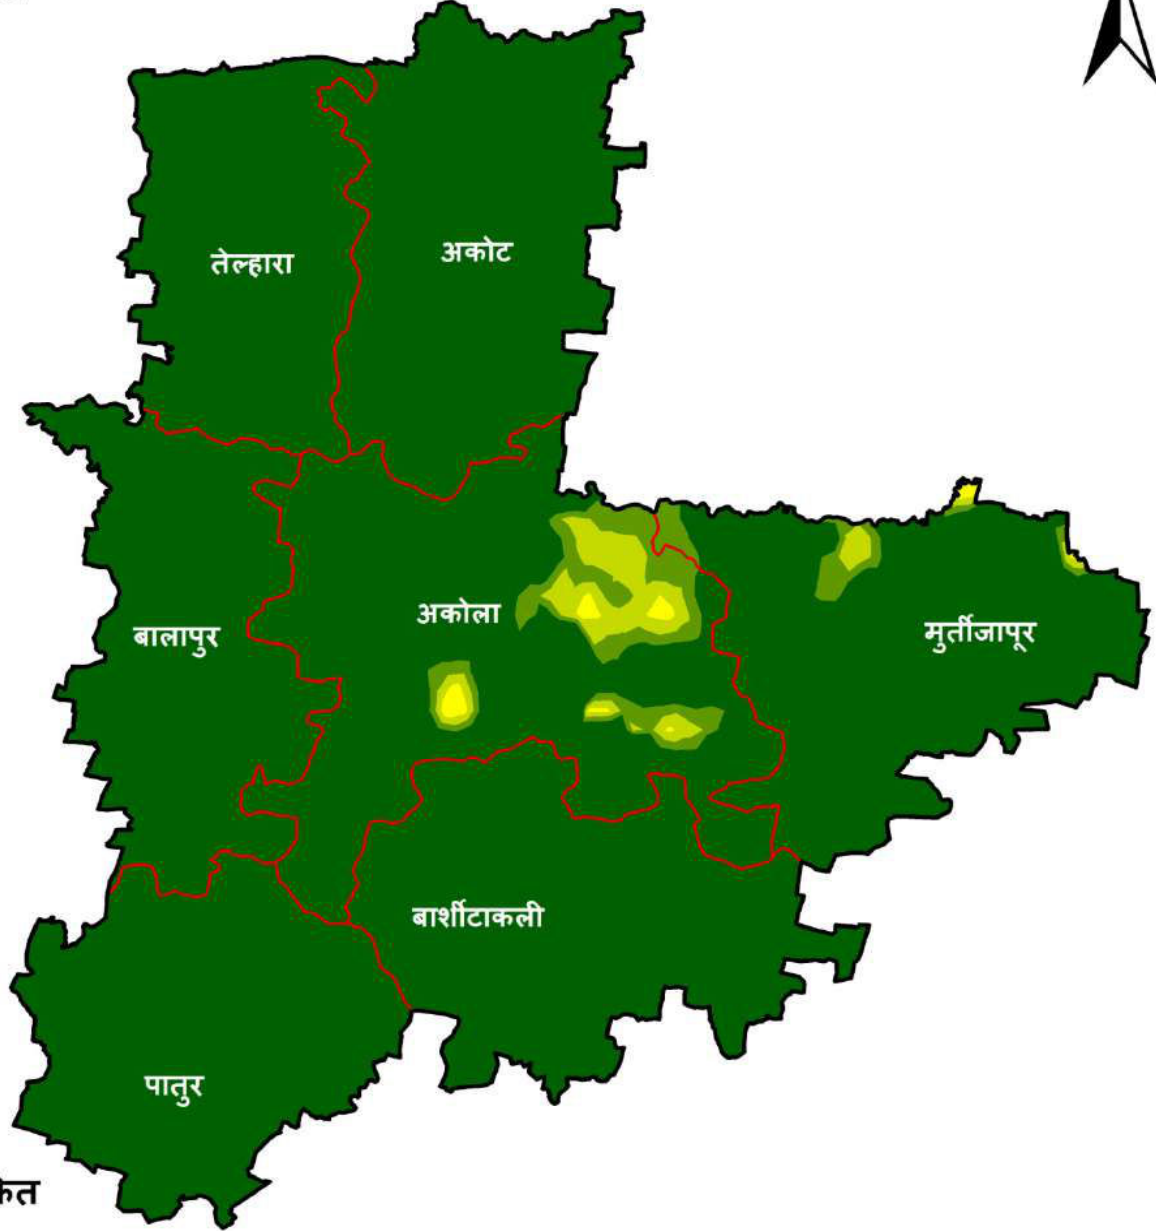 तेल्हारा
अकोट
अकोला
बालापुर
मुर्तीजापूर
बार्शीटाकली
पातुर